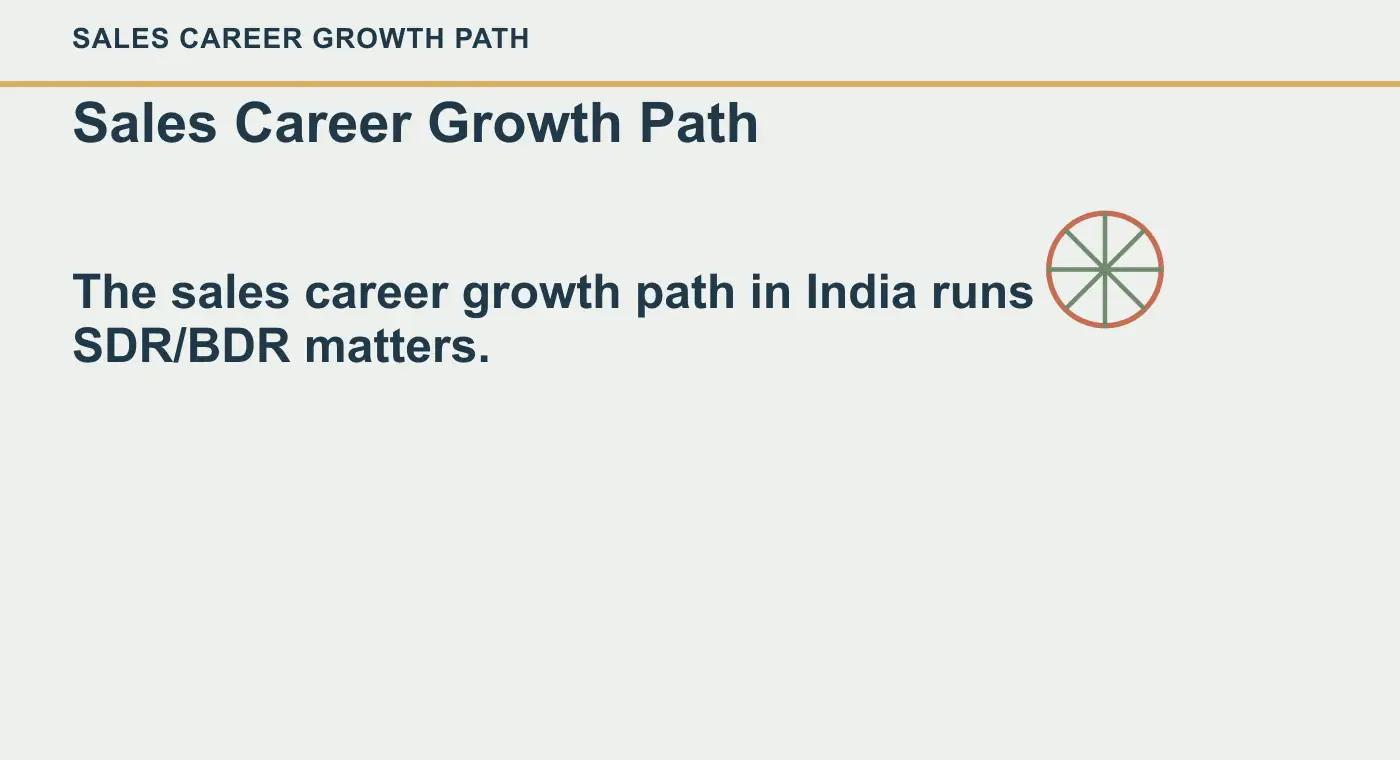 SALES CAREER GROWTH PATH
Sales Career Growth Path
The sales career growth path in India runs
SDR/BDR matters.